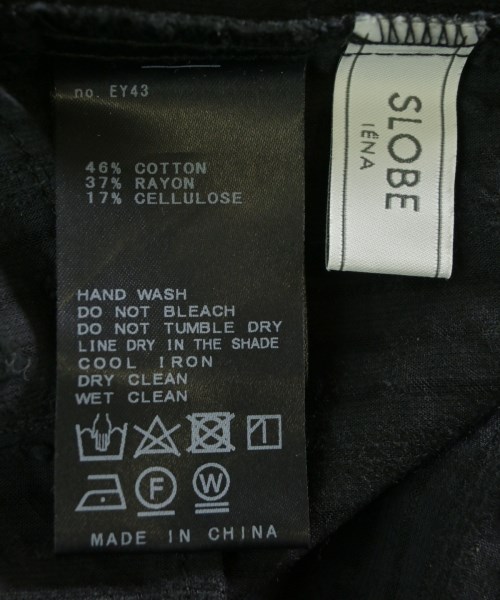 no. EY43
46% COTTON
37% RAYON
17% CELLULOSE
HAND WASH
DO NOT BLEACH
DO NOT TUMBLE DRY
LINE DRY IN THE SHADE
COOL IRON
DRY CLEAN
WET CLEAN
F
W
MADE IN CHINA
SLOBE
IÉNA